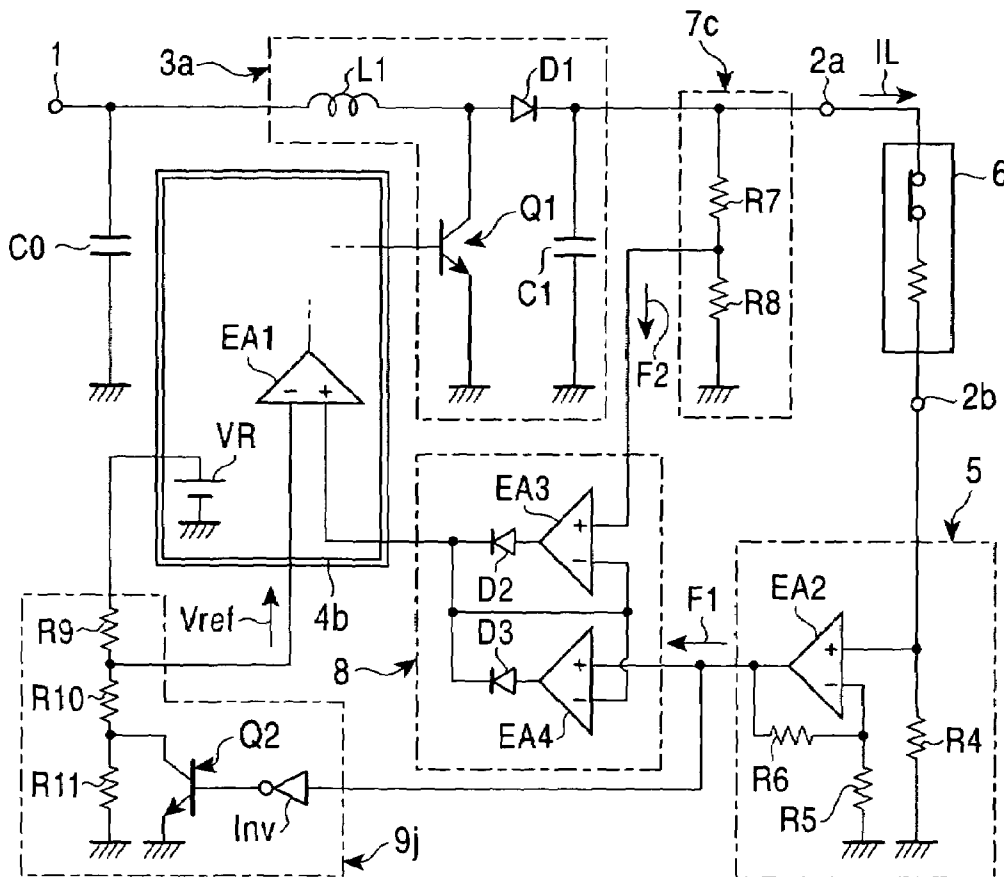 1
3a
L1
D1
7c
2a
IL
6
C0
Q1
C1
R7
R8
F2
EA1
2b
VR
EA3
5
D2
EA2
Vref
4b
F1
R9
D3
8
R10
Q2
EA4
R4
R6
R11
Inv
R5
9j
- +
+
-
+
-
+
-